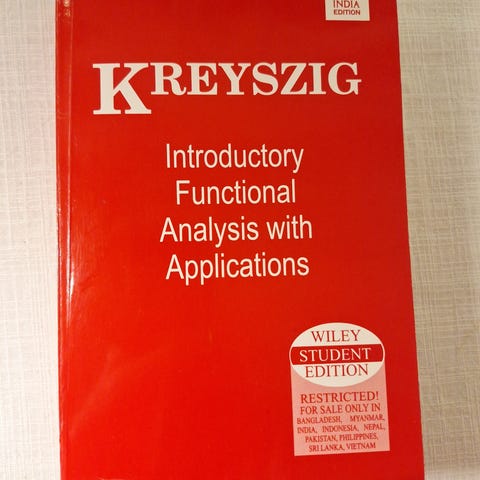 INDIA
EDITION
KREYSZIG
Introductory
Functional
Analysis with
Applications
WILEY
STUDENT
EDITION
RESTRICTED!
FOR SALE ONLY IN
BANGLADESH, MYANMAR,
INDIA, INDONESIA, NEPAL,
PAKISTAN, PHILIPPINES,
SRI LANKA, VIETNAM